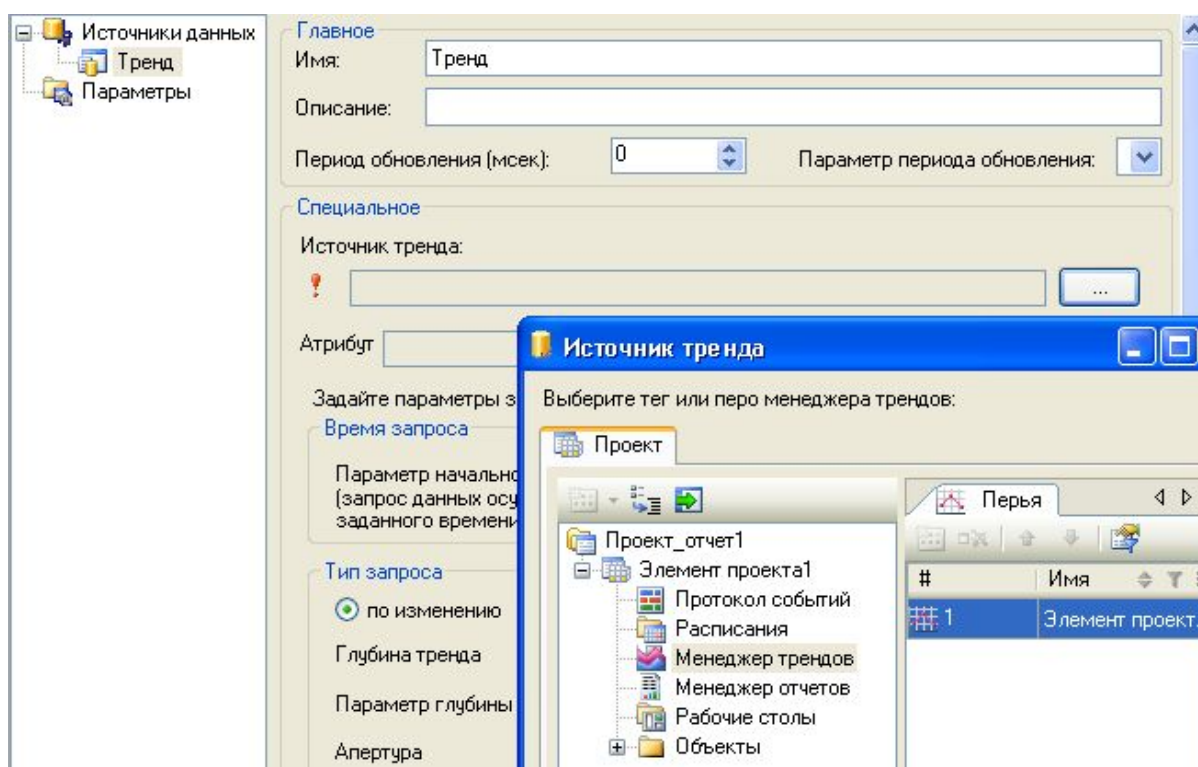 Источники данных
Тренд
Параметры
Главное
Имя: Тренд
Описание:
Период обновления (мсек): 0 Параметр периода обновления:
Специальное
Источник тренда:
...
Атрибут
Задайте параметры з
Время запроса
Параметр начально
(запрос данных осу
заданного времени
Тип запроса
по изменению
Глубина тренда
Параметр глубины
Апертура
Источник тренда
Выберите тег или перо менеджера трендов:
Проект
Проект_отчет1
Элемент проекта1
Протокол событий
Расписания
Менеджер трендов
Менеджер отчетов
Рабочие столы
Объекты
Перья
# Имя
1 Элемент проект.